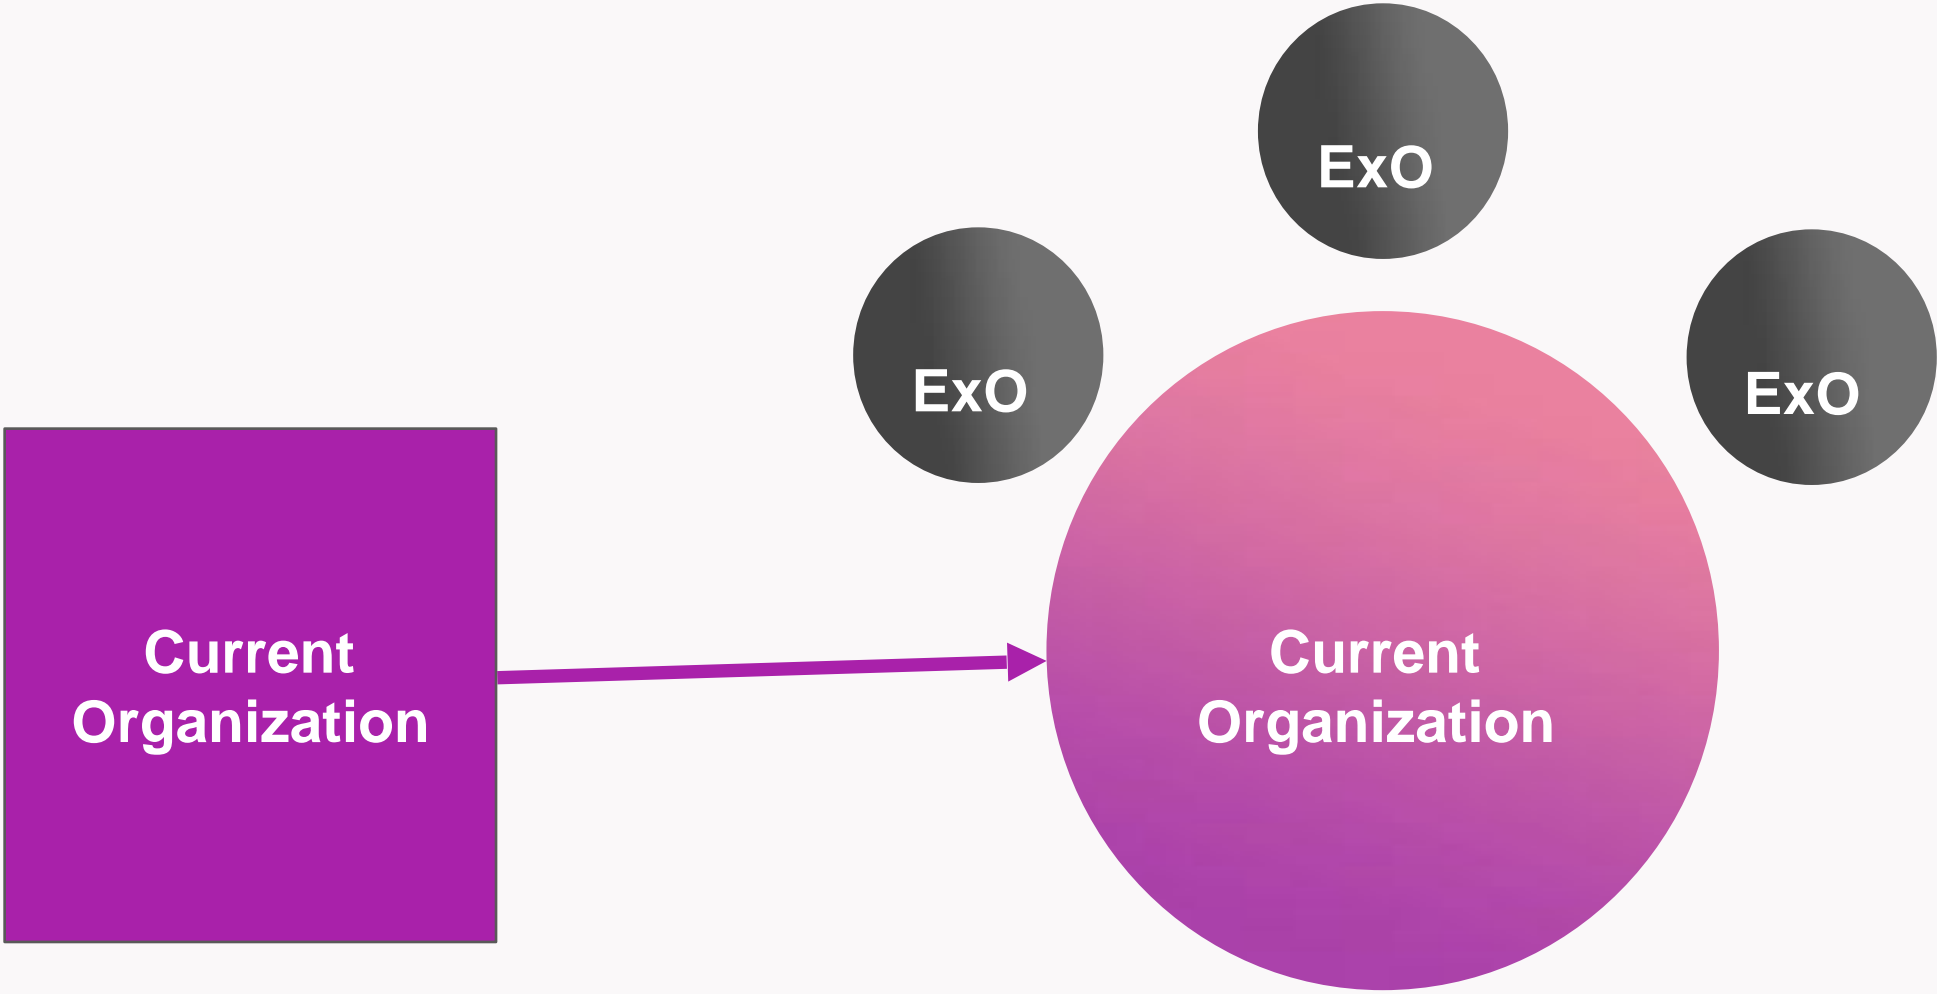 ExO
ExO
ExO
Current
Organization
Current
Organization